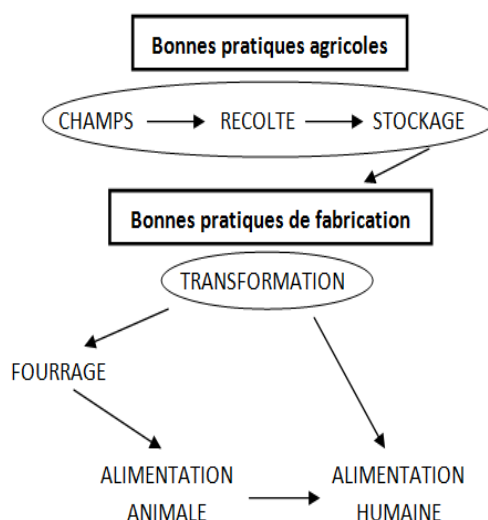 Bonnes pratiques agricoles
CHAMPS RECOLTE STOCKAGE
Bonnes pratiques de fabrication
TRANSFORMATION
FOURRAGE
ALIMENTATION ANIMALE
ALIMENTATION HUMAINE